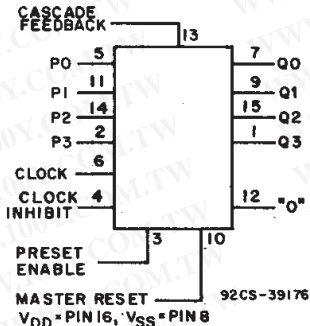 CASCADE
FEEDBACK
13
P0 5 7 Q0
P1 11 9 Q1
P2 14 15 Q2
P3 2 1 Q3
CLOCK 6
CLOCK
INHIBIT 4 12 "O"
3 10
PRESET
ENABLE
MASTER RESET 92CS-39176
VDD = PIN 16, VSS = PIN 8